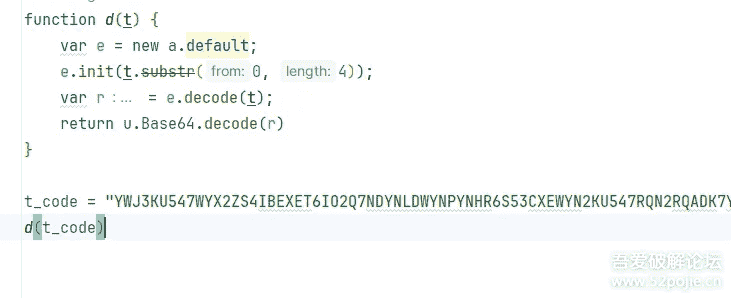 function d(t) {
var e = new a.default;
e.init(t.substr( from: 0, length: 4));
var r :... = e.decode(t);
return u.Base64.decode(r)
}
t_code = "YWJ3KU547WYX2ZS4IBEXET6IO2Q7NDYNLDWYNPYNHR6S53CXEWYN2KU547RQN2RQADK7Y
d(t_code)
吾爱破解论坛
www.52pojie.cn